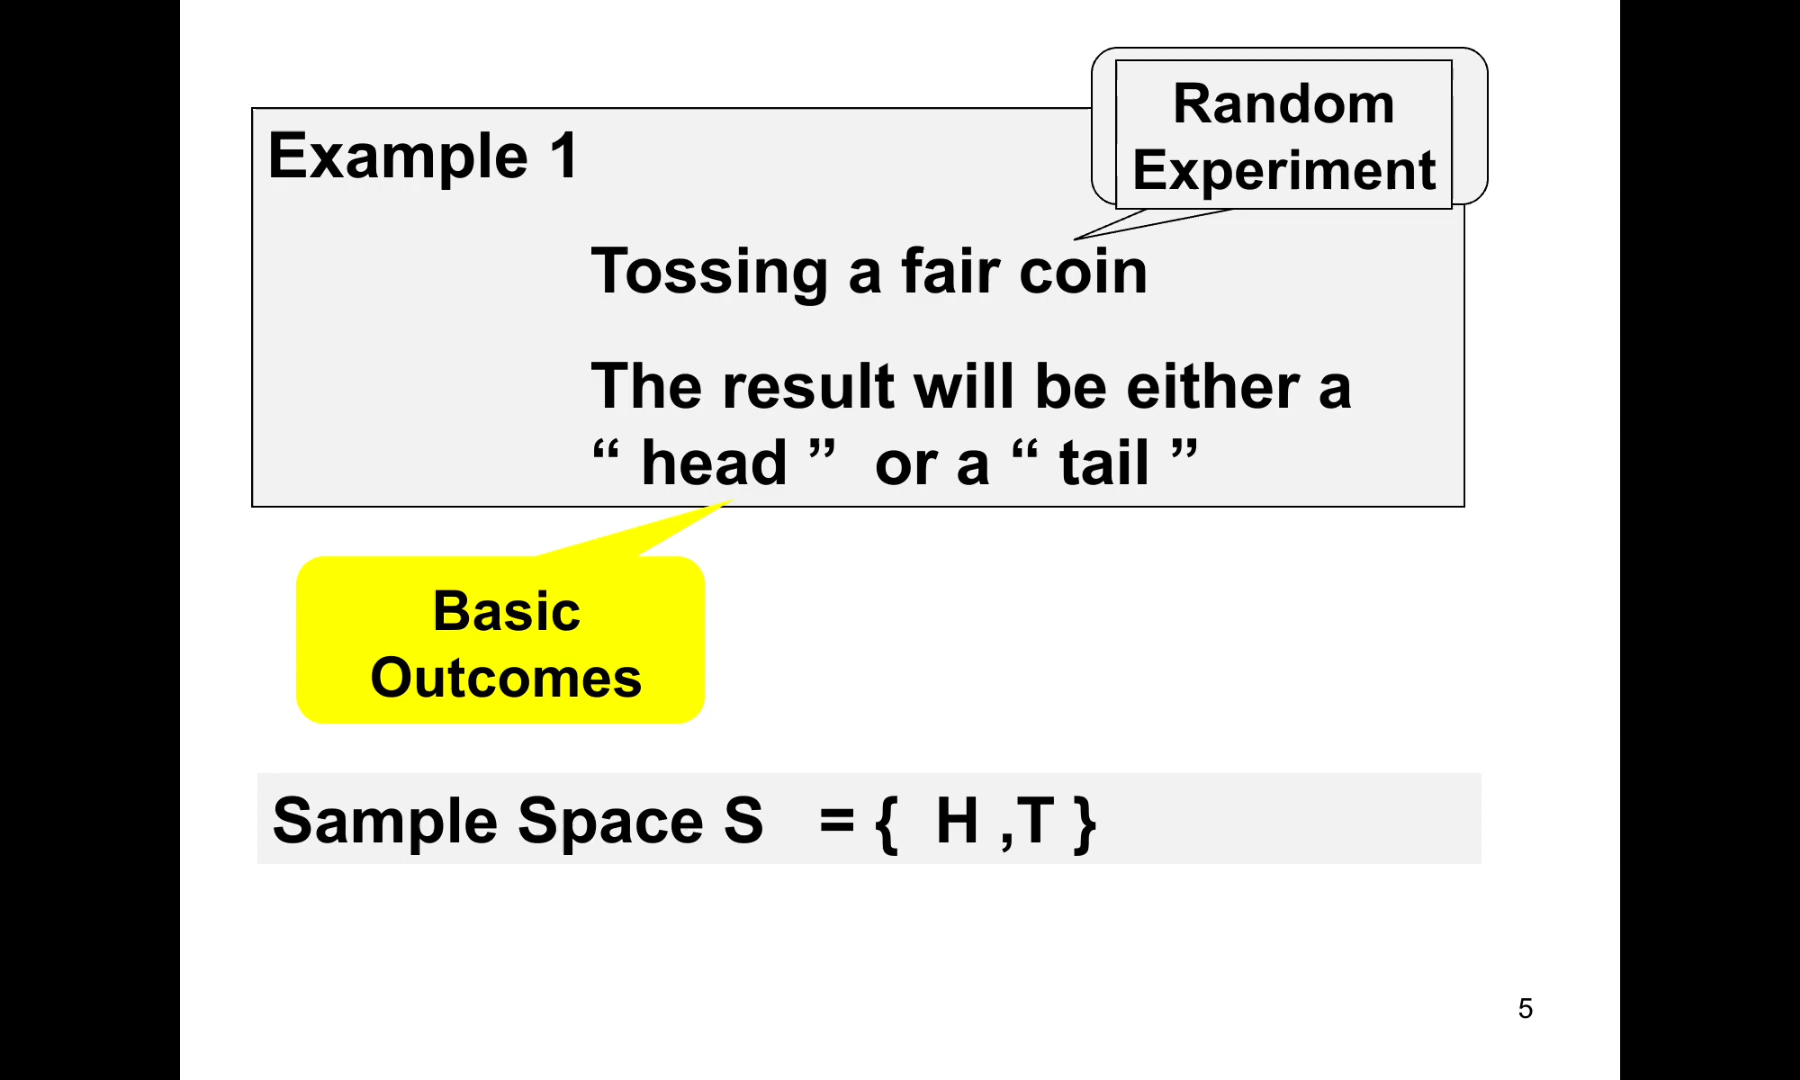 Random
Experiment
Example 1
Tossing a fair coin
The result will be either a
“ head ”  or a “ tail ”
Basic
Outcomes
Sample Space S   = {  H ,T }
5